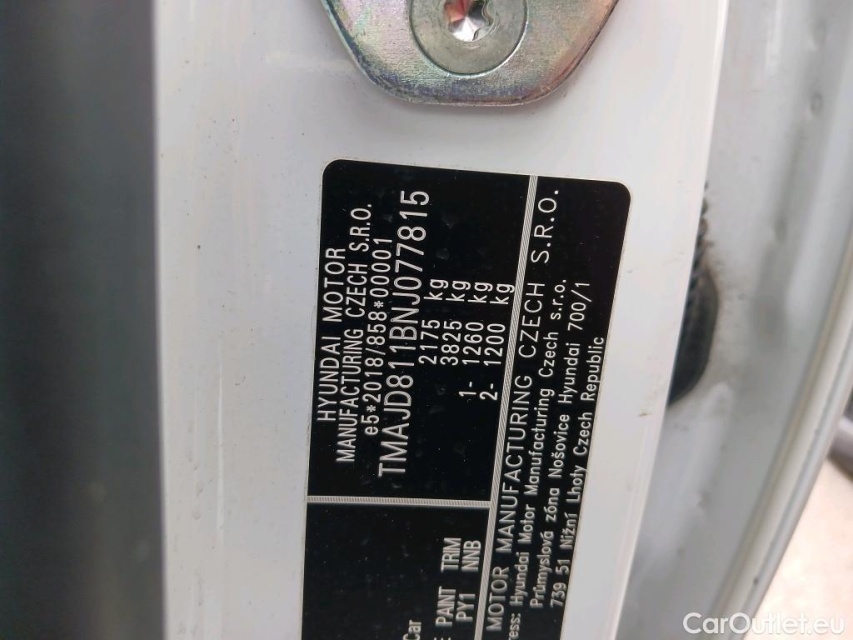 HYUNDAI MOTOR
MANUFACTURING CZECH S.R.O.
e5*2018/858*00001
TMAJD811BNJ077815
2175 kg
3825 kg
1- 1260 kg
2- 1200 kg
PAINT TRIM
PY1 NNB
MOTOR MANUFACTURING CZECH S.R.O.
Hyundai Motor Manufacturing Czech s.r.o.
Průmyslová zóna Nošovice Hyundai 700/1
739 51 Nižní Lhoty Czech Republic
CarOutlet.eu